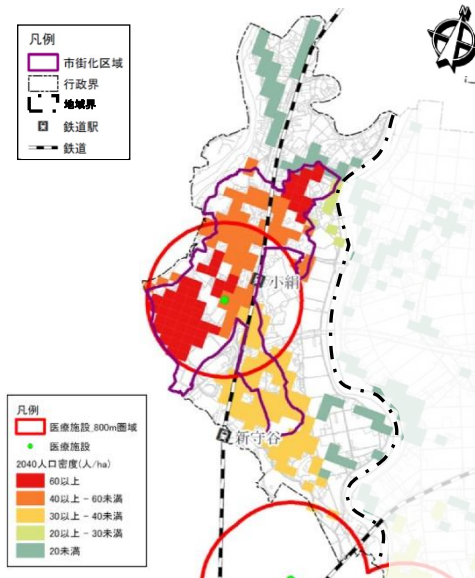 凡例
市街化区域
行政界
地域界
鉄道駅
鉄道
N
小絹
新守谷
凡例
医療施設_800m圏域
医療施設
2040人口密度(人/ha)
60以上
40以上 - 60未満
30以上 - 40未満
20以上 - 30未満
20未満